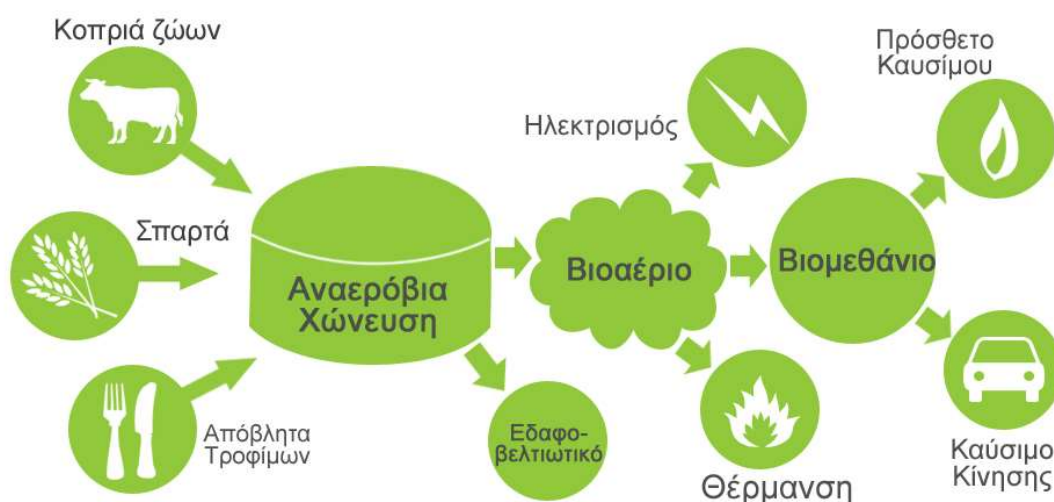 Κοπριά ζώων
Σπαρτά
Απόβλητα
Τροφίμων
Αναερόβια
Χώνευση
Εδαφο-
βελτιωτικό
Βιοαέριο
Ηλεκτρισμός
Θέρμανση
Βιομεθάνιο
Πρόσθετο
Καυσίμου
Καύσιμο
Κίνησης